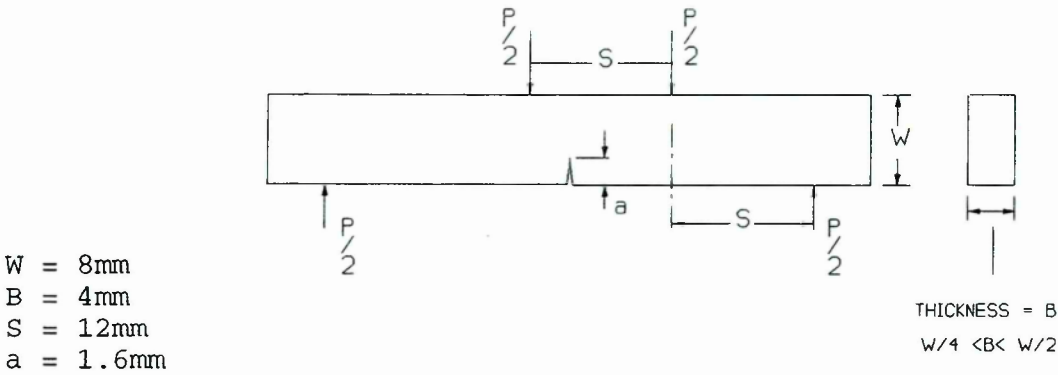 P/2 P/2
S
W
a
S
P/2 P/2
W = 8mm
B = 4mm
S = 12mm
a = 1.6mm
THICKNESS = B
W/4 <B< W/2